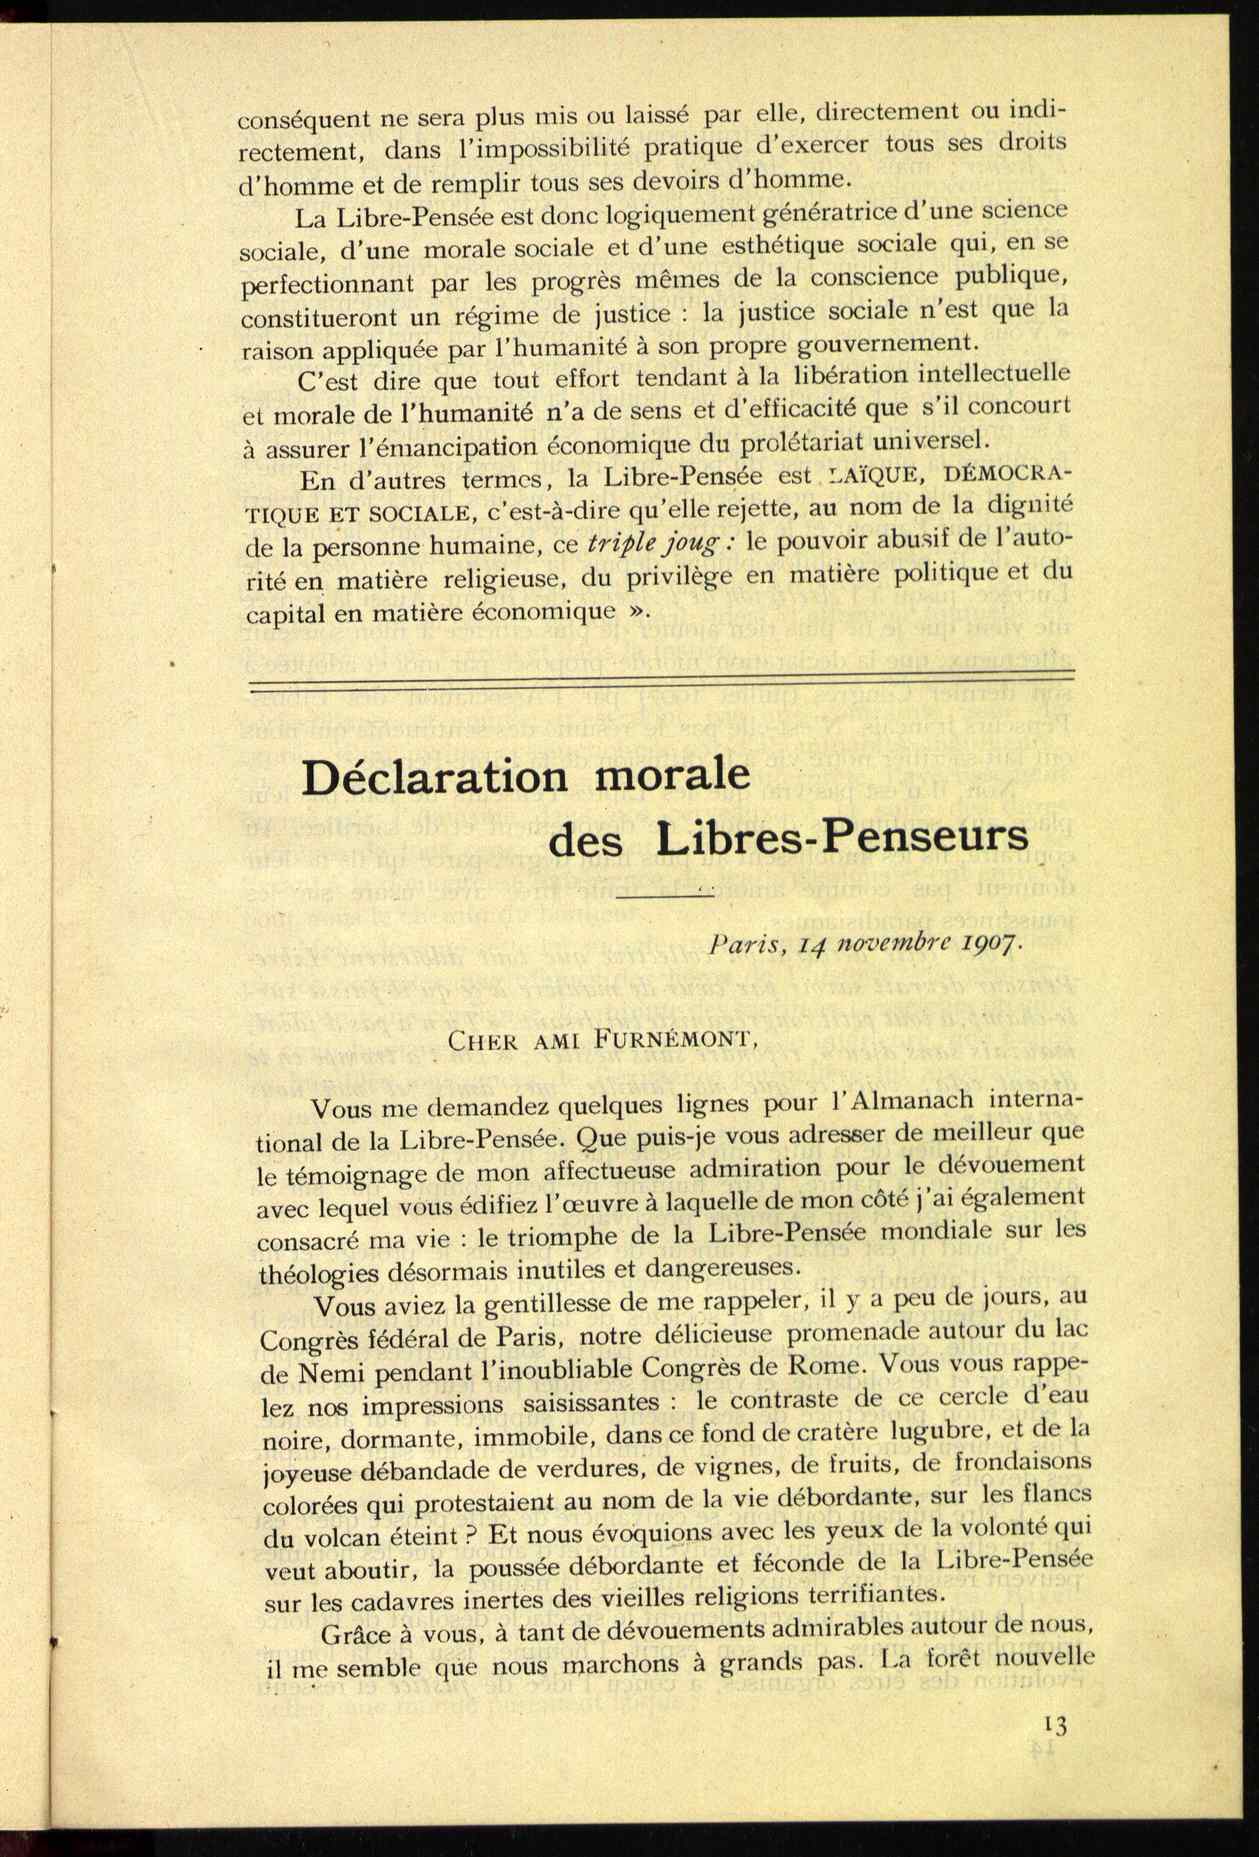 conséquent ne sera plus mis ou laissé par elle, directement ou indi-
rectement, dans l'impossibilité pratique d'exercer tous ses droits
d'homme et de remplir tous ses devoirs d'homme.
La Libre-Pensée est donc logiquement génératrice d'une science
sociale, d'une morale sociale et d'une esthétique sociale qui, en se
perfectionnant par les progrès mêmes de la conscience publique,
constitueront un régime de justice : la justice sociale n'est que la
raison appliquée par l'humanité à son propre gouvernement.
C'est dire que tout effort tendant à la libération intellectuelle
et morale de l'humanité n'a de sens et d'efficacité que s'il concourt
à assurer l'émancipation économique du prolétariat universel.
En d'autres termes, la Libre-Pensée est LAÏQUE, DÉMOCRA-
TIQUE ET SOCIALE, c'est-à-dire qu'elle rejette, au nom de la dignité
de la personne humaine, ce triple joug : le pouvoir abusif de l'auto-
rité en matière religieuse, du privilège en matière politique et du
capital en matière économique ».
Déclaration morale
des Libres-Penseurs
Paris, 14 novembre 1907.
CHER AMI FURNÉMONT,
Vous me demandez quelques lignes pour l'Almanach interna-
tional de la Libre-Pensée. Que puis-je vous adresser de meilleur que
le témoignage de mon affectueuse admiration pour le dévouement
avec lequel vous édifiez l'œuvre à laquelle de mon côté j'ai également
consacré ma vie : le triomphe de la Libre-Pensée mondiale sur les
théologies désormais inutiles et dangereuses.
Vous aviez la gentillesse de me rappeler, il y a peu de jours, au
Congrès fédéral de Paris, notre délicieuse promenade autour du lac
de Nemi pendant l'inoubliable Congrès de Rome. Vous vous rappe-
lez nos impressions saisissantes : le contraste de ce cercle d'eau
noire, dormante, immobile, dans ce fond de cratère lugubre, et de la
joyeuse débandade de verdures, de vignes, de fruits, de frondaisons
colorées qui protestaient au nom de la vie débordante, sur les flancs
du volcan éteint ? Et nous évoquions avec les yeux de la volonté qui
veut aboutir, la poussée débordante et féconde de la Libre-Pensée
sur les cadavres inertes des vieilles religions terrifiantes.
Grâce à vous, à tant de dévouements admirables autour de nous,
il me semble que nous marchons à grands pas. La forêt nouvelle
13